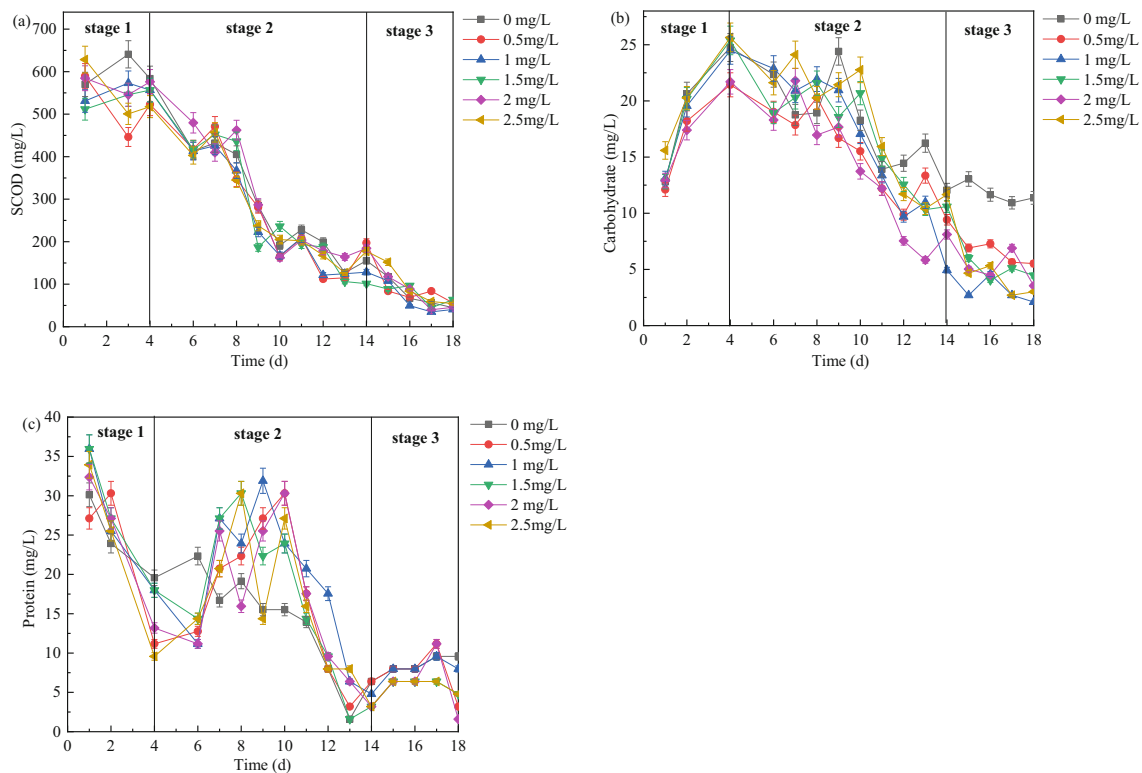 (a)
stage 1
stage 2
stage 3
0 mg/L
0.5mg/L
1 mg/L
1.5mg/L
2 mg/L
2.5mg/L
700
600
500
400
300
200
100
0
SCOD (mg/L)
0 2 4 6 8 10 12 14 16 18
Time (d)
(b)
stage 1
stage 2
stage 3
0 mg/L
0.5mg/L
1 mg/L
1.5mg/L
2 mg/L
2.5mg/L
25
20
15
10
5
0
Carbohydrate (mg/L)
0 2 4 6 8 10 12 14 16 18
Time (d)
(c)
stage 1
stage 2
stage 3
0 mg/L
0.5mg/L
1 mg/L
1.5mg/L
2 mg/L
2.5mg/L
40
35
30
25
20
15
10
5
0
Protein (mg/L)
0 2 4 6 8 10 12 14 16 18
Time (d)